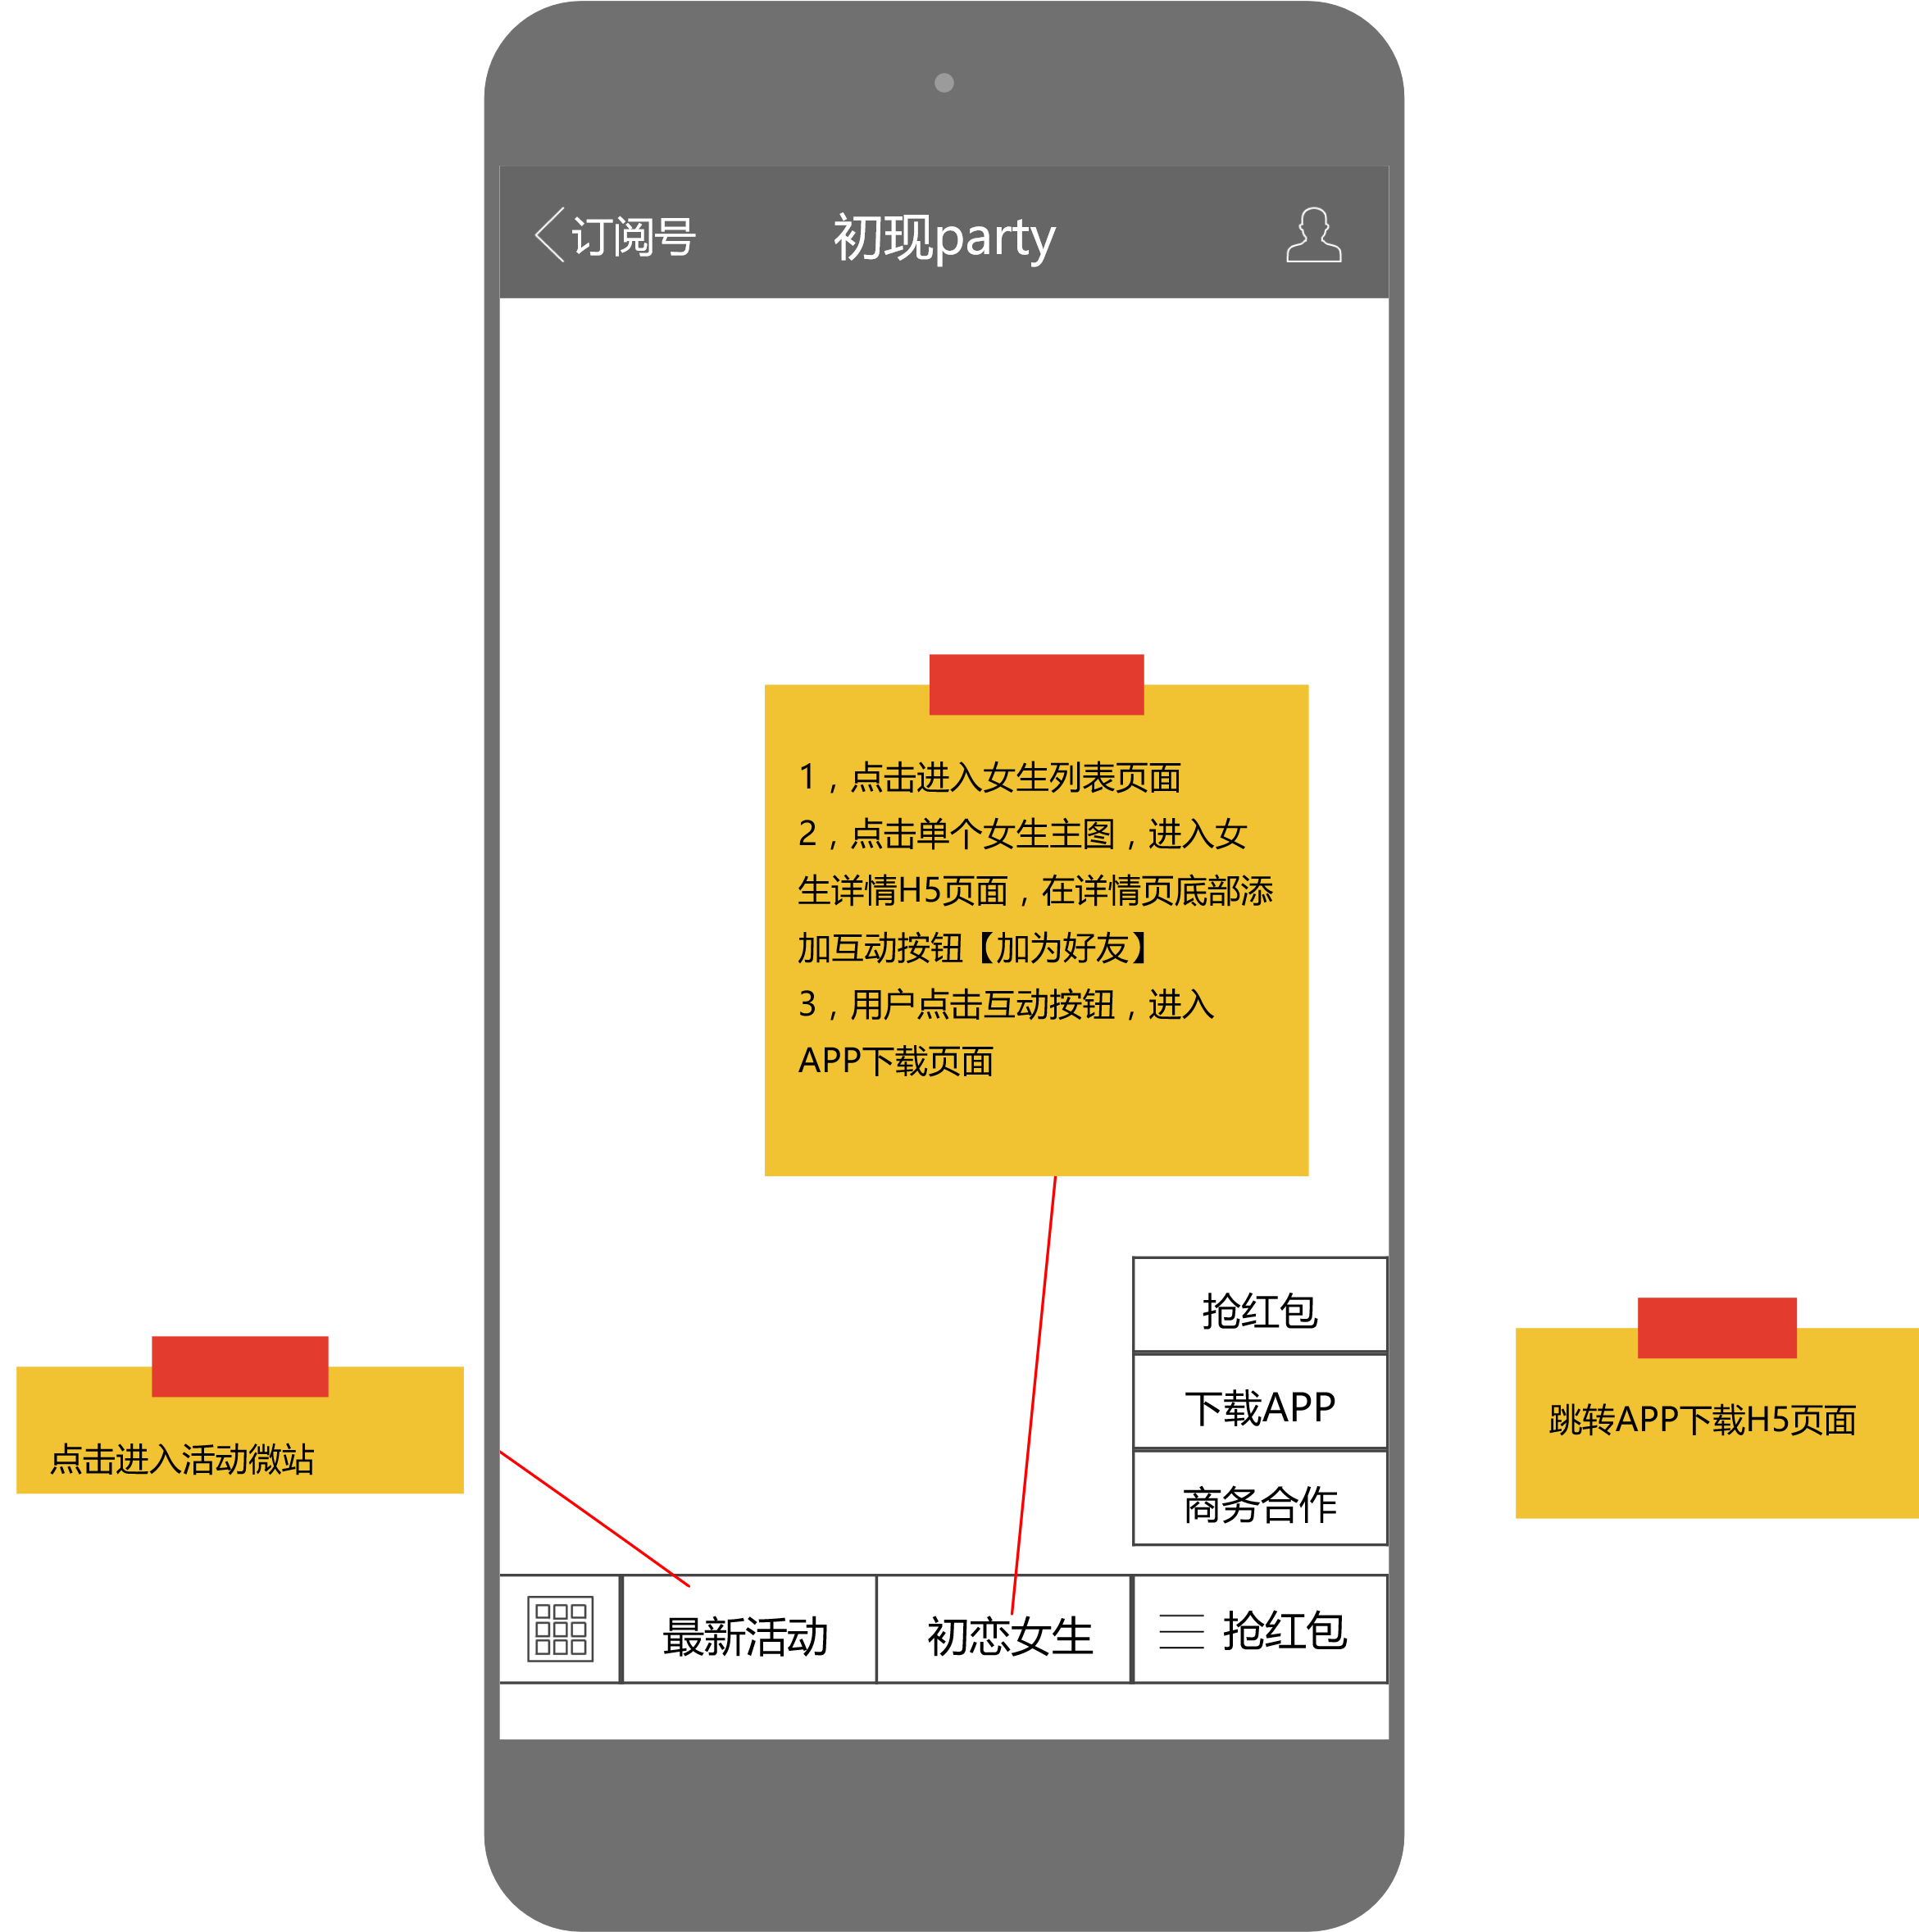 订阅号
初现party
1，点击进入女生列表页面
2，点击单个女生主图，进入女
生详情H5页面，在详情页底部添
加互动按钮【加为好友】
3，用户点击互动按钮，进入
APP下载页面
抢红包
下载APP
商务合作
跳转APP下载H5页面
点击进入活动微站
最新活动
初恋女生
抢红包